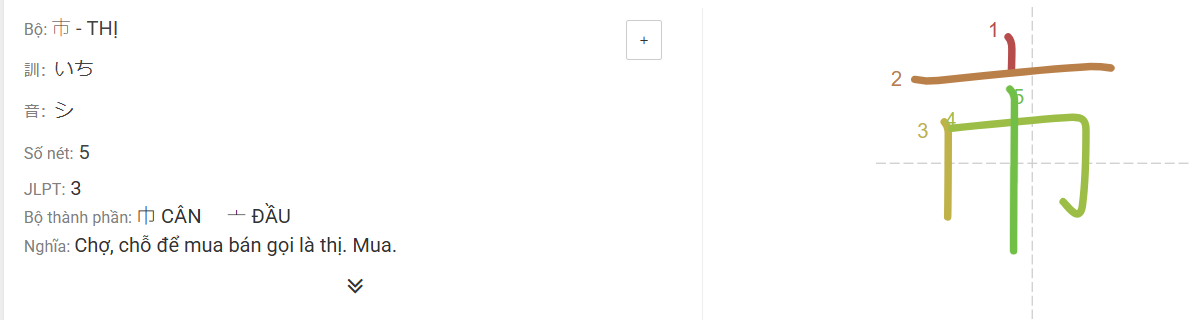 Bộ: 市 - THỊ
+
訓: いち
音: シ
Số nét: 5
JLPT: 3
Bộ thành phần: 巾 CÂN 亠 ĐẦU
Nghĩa: Chợ, chỗ để mua bán gọi là thị. Mua.
1
2
3
4
5
市